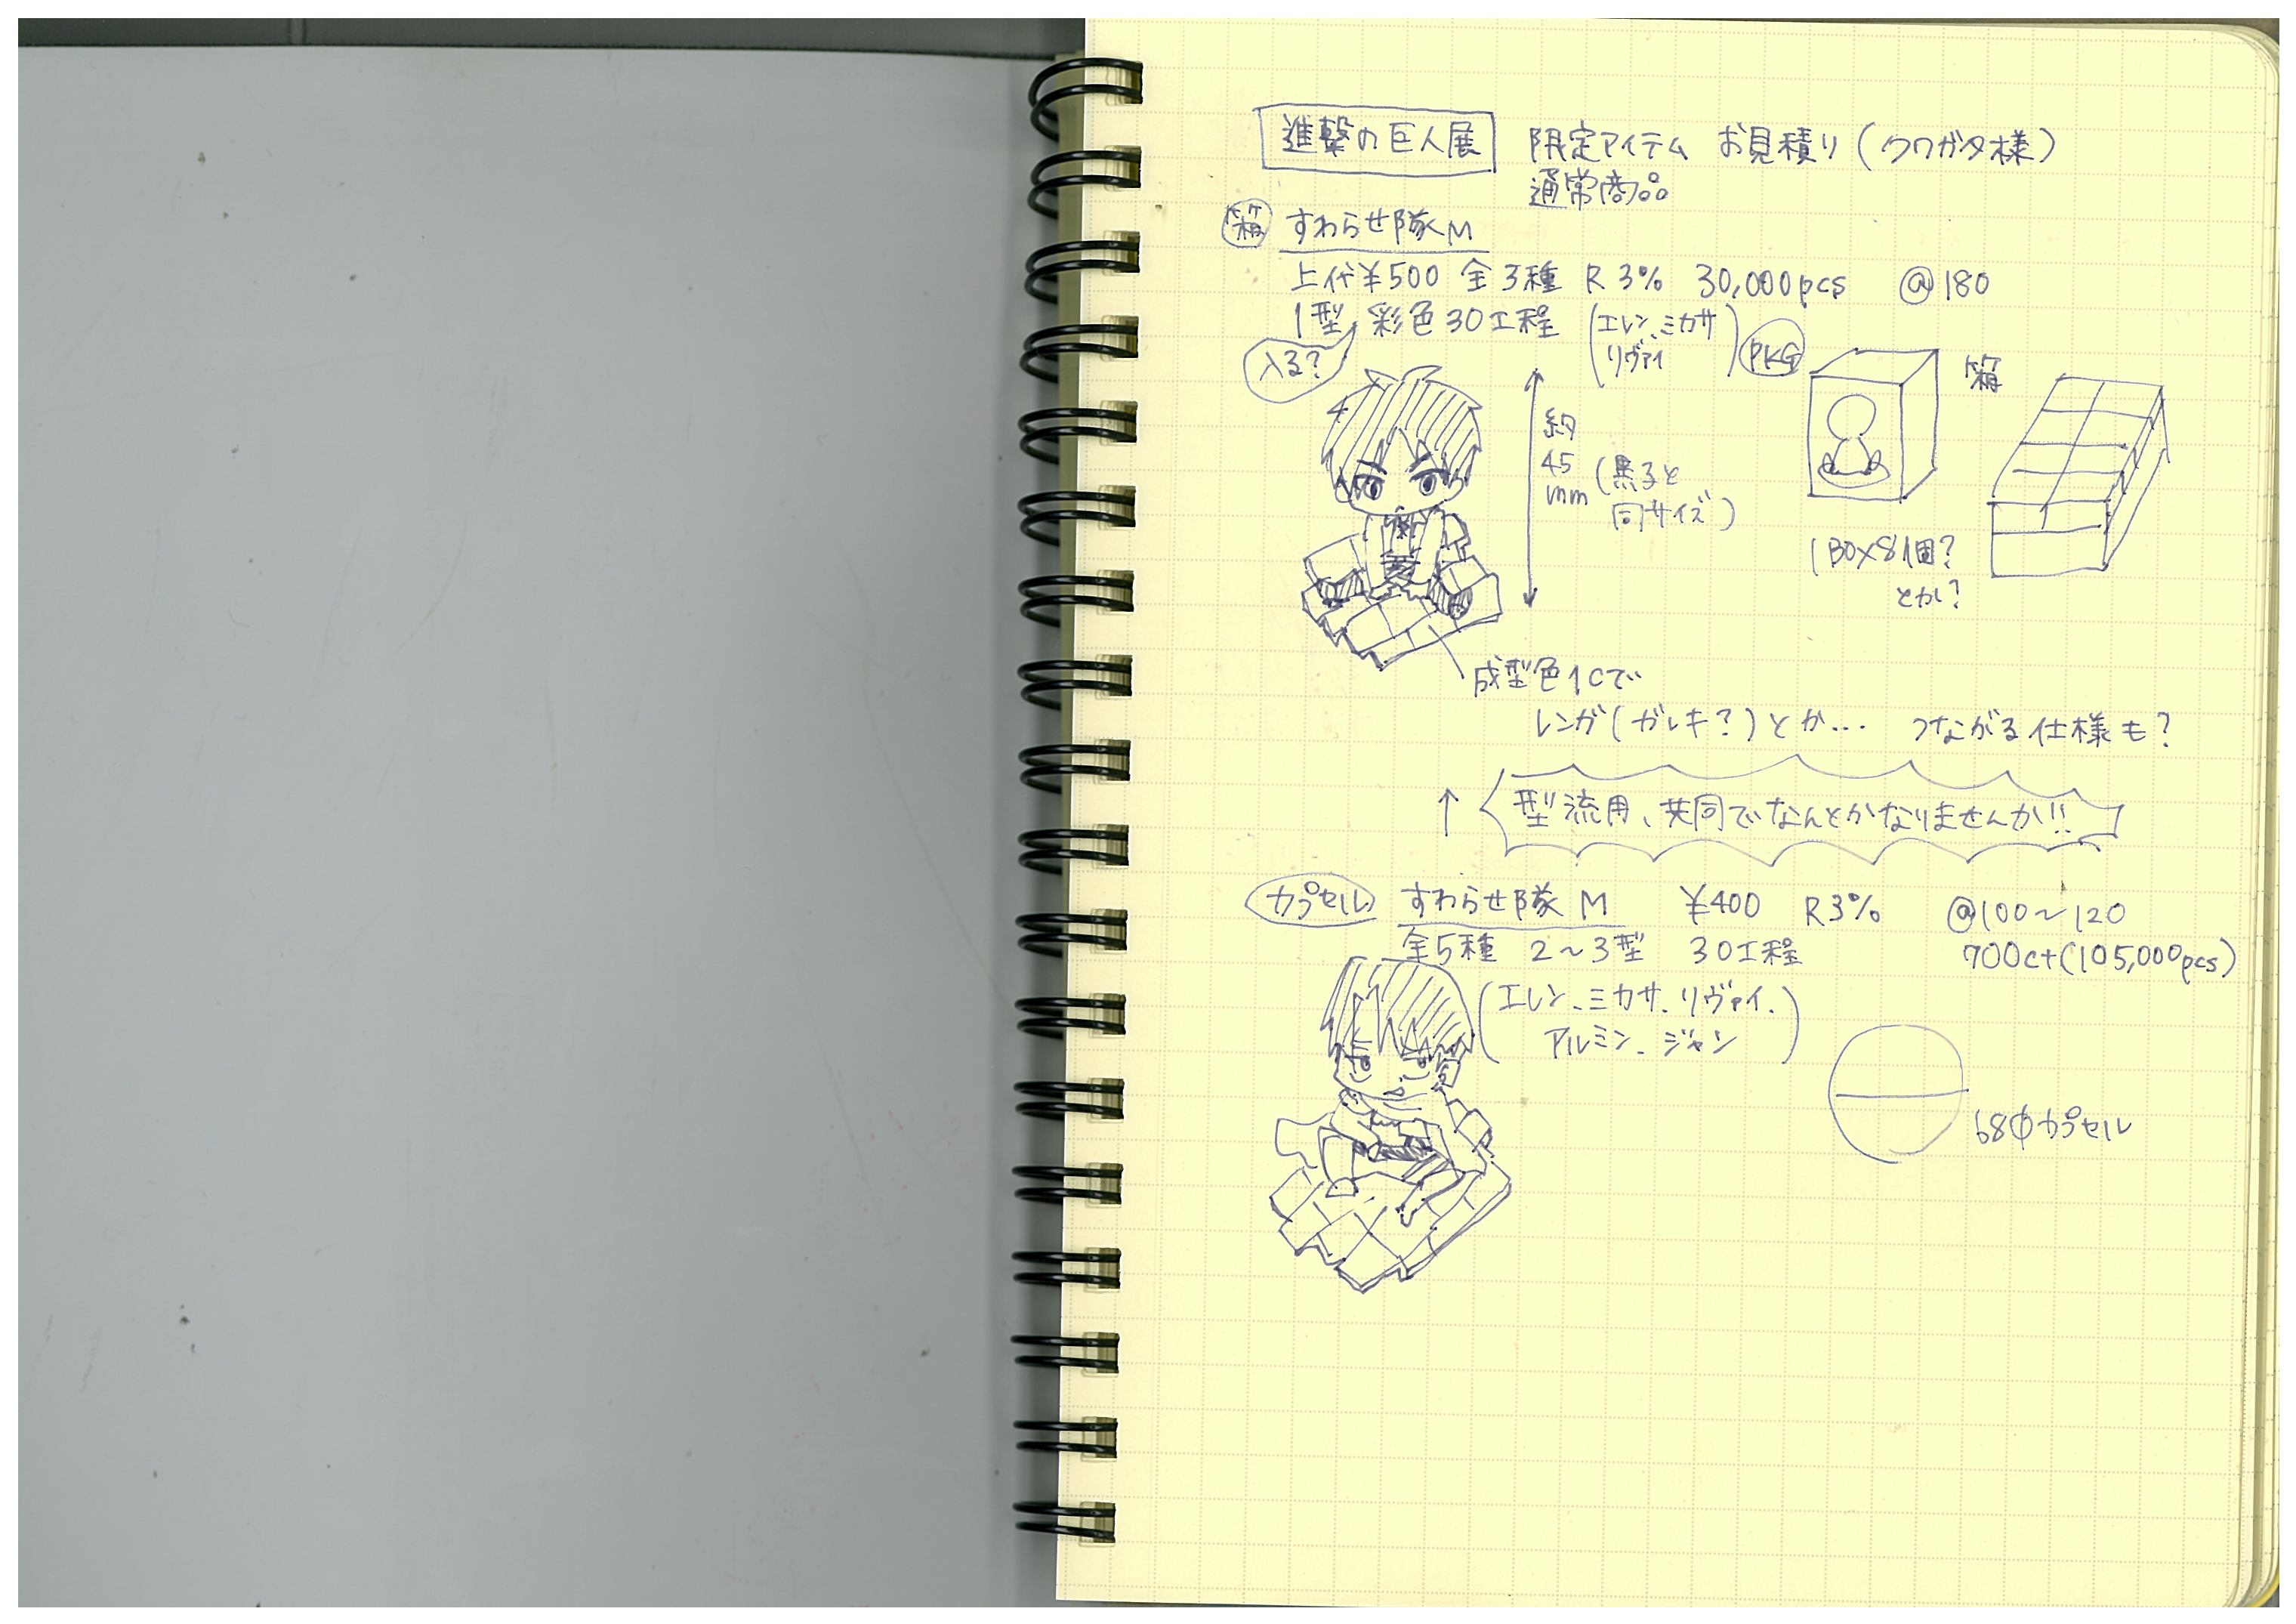 進撃の巨人展 限定アイテム お見積り(クワガタ様)
通常商品
箱 すわらせ隊M
上代¥500 全3種 R3% 30,000pcs @180
1型、彩色30工程 (エレン、ミカサ
リヴァイ)
入る?
PKG
箱
約
45
mm
(黒子と
同サイズ)
1BOX8個?
とか?
成型色1Cで
レンガ(ガレキ?)とか… つながる仕様も?
↑ 型流用、共同でなんとかなりませんか!!
カプセル すわらせ隊M ¥400 R3% @100〜120
全5種 2〜3型 30工程 700ct(105,000pcs)
(エレン、ミカサ、リヴァイ、
アルミン、ジャン)
68φカプセル